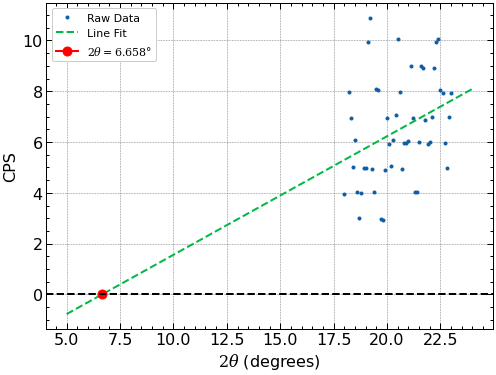 Raw Data
Line Fit
2θ = 6.658°
10
8
6
4
2
0
CPS
5.0
7.5
10.0
12.5
15.0
17.5
20.0
22.5
2θ (degrees)